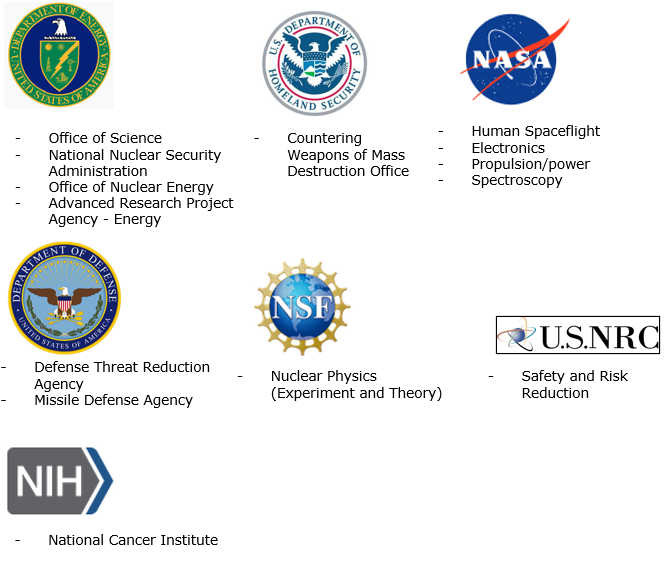 DEPARTMENT OF ENERGY
UNITED STATES OF AMERICA
- Office of Science
- National Nuclear Security
Administration
- Office of Nuclear Energy
- Advanced Research Project
Agency - Energy
U.S. DEPARTMENT OF
HOMELAND SECURITY
- Countering
Weapons of Mass
Destruction Office
NASA
- Human Spaceflight
- Electronics
- Propulsion/power
- Spectroscopy
DEPARTMENT OF DEFENSE
UNITED STATES OF AMERICA
- Defense Threat Reduction
Agency
- Missile Defense Agency
NSF
- Nuclear Physics
(Experiment and Theory)
U.S.NRC
- Safety and Risk
Reduction
NIH
- National Cancer Institute